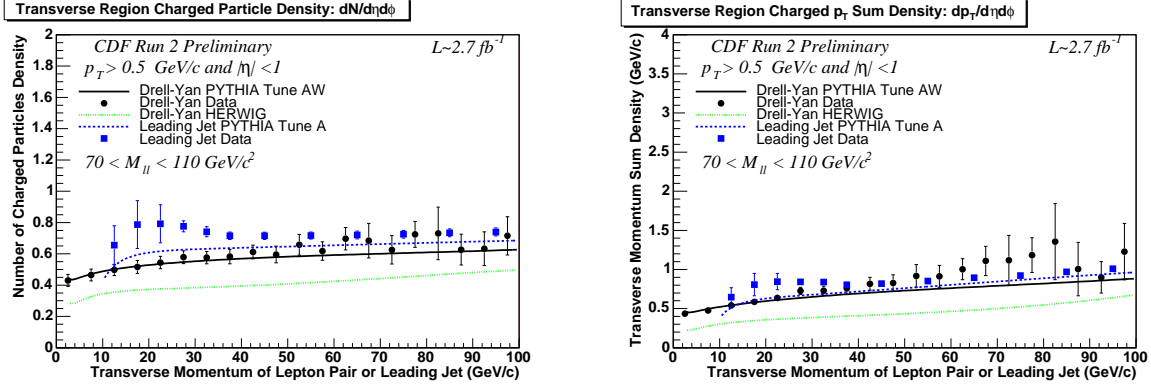 Transverse Region Charged Particle Density: dN/dηdϕ
Number of Charged Particles Density
2
1.8
1.6
1.4
1.2
1
0.8
0.6
0.4
0.2
0
CDF Run 2 Preliminary
L~2.7 fb⁻¹
p_T > 0.5 GeV/c and |η| <1
Drell-Yan PYTHIA Tune AW
Drell-Yan Data
Drell-Yan HERWIG
Leading Jet PYTHIA Tune A
Leading Jet Data
70 < M_ll < 110 GeV/c²
0 10 20 30 40 50 60 70 80 90 100
Transverse Momentum of Lepton Pair or Leading Jet (GeV/c)
Transverse Region Charged p_T Sum Density: dp_T/dηdϕ
Transverse Momentum Sum Density (GeV/c)
4
3.5
3
2.5
2
1.5
1
0.5
0
CDF Run 2 Preliminary
L~2.7 fb⁻¹
p_T > 0.5 GeV/c and |η| <1
Drell-Yan PYTHIA Tune AW
Drell-Yan Data
Drell-Yan HERWIG
Leading Jet PYTHIA Tune A
Leading Jet Data
70 < M_ll < 110 GeV/c²
0 10 20 30 40 50 60 70 80 90 100
Transverse Momentum of Lepton Pair or Leading Jet (GeV/c)